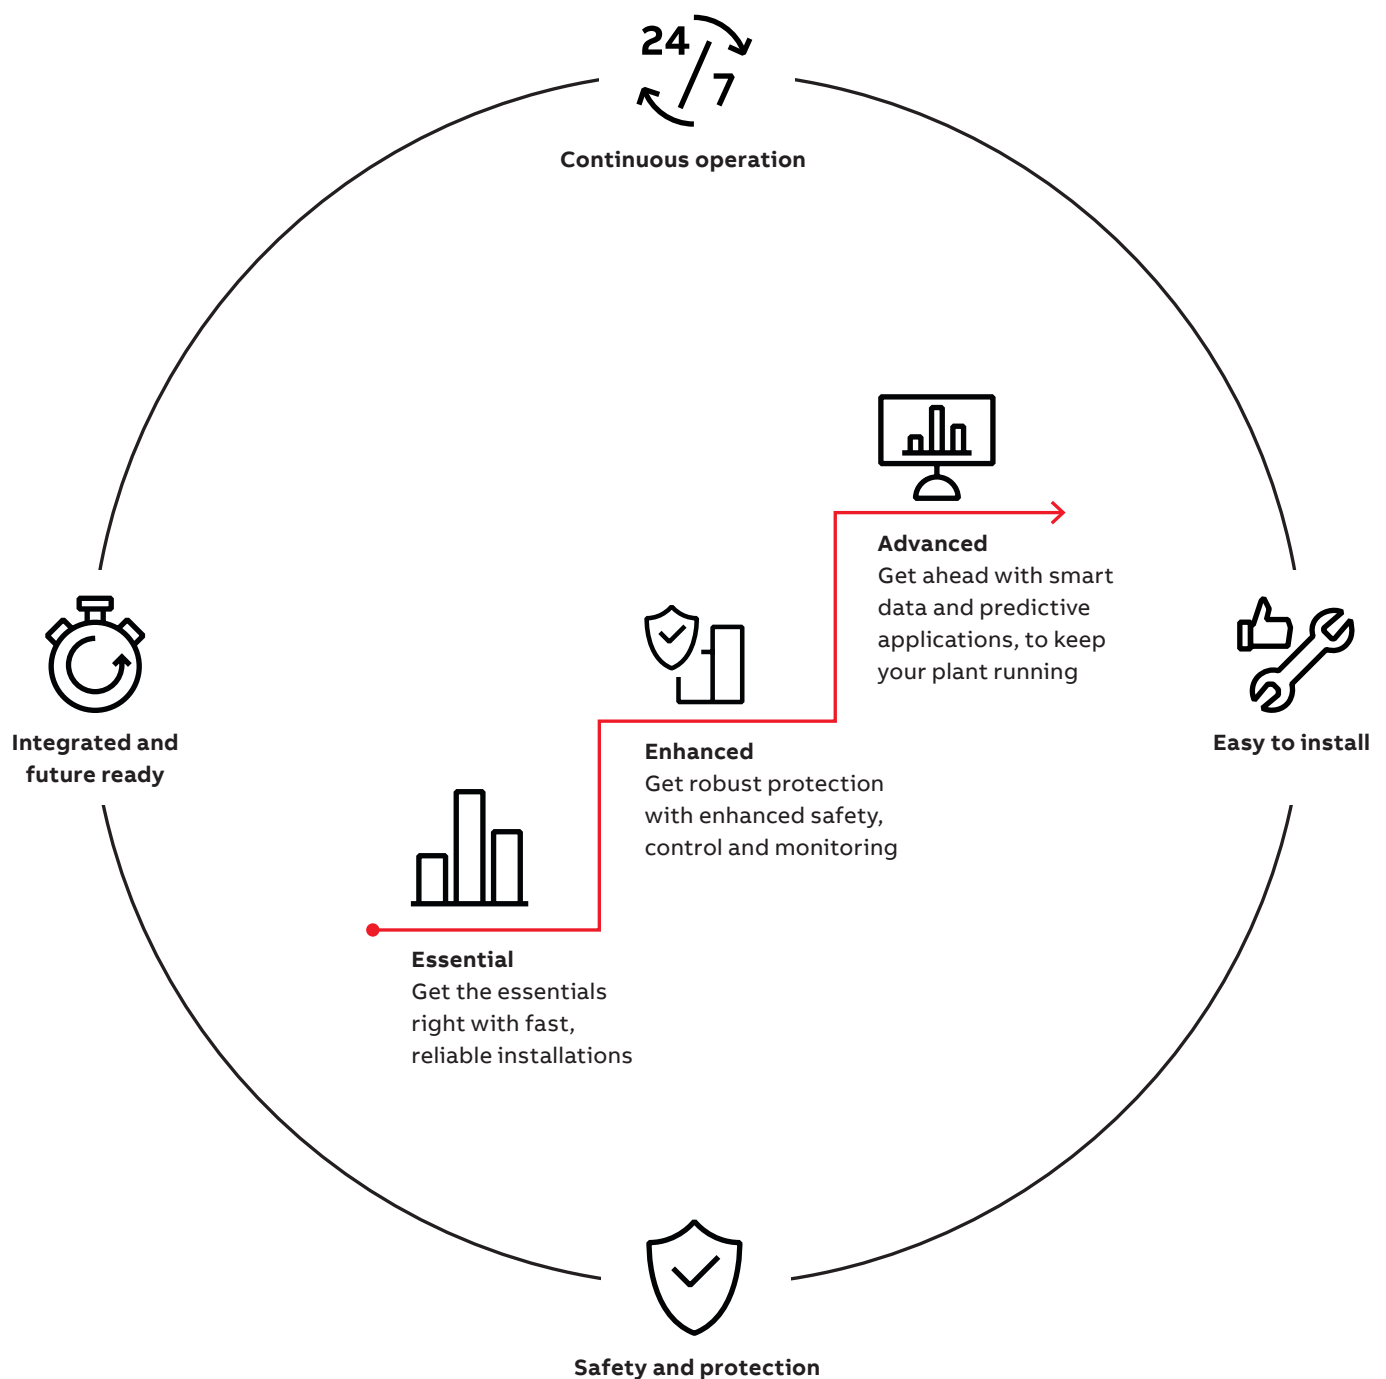 24
7
Continuous operation
Advanced
Get ahead with smart
data and predictive
applications, to keep
your plant running
Integrated and
future ready
Easy to install
Enhanced
Get robust protection
with enhanced safety,
control and monitoring
Essential
Get the essentials
right with fast,
reliable installations
Safety and protection